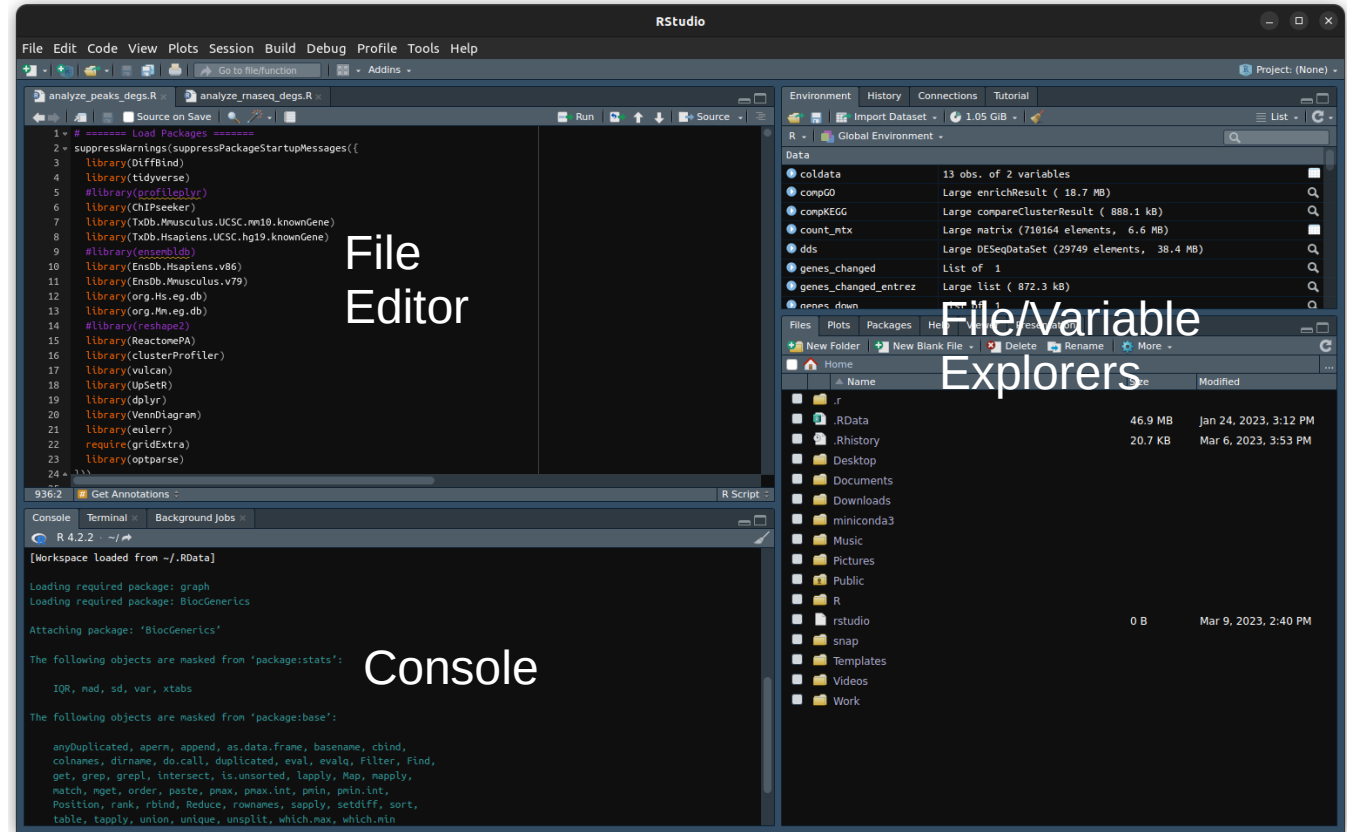 RStudio
File Edit Code View Plots Session Build Debug Profile Tools Help
Go to file/function Addins Project: (None)
analyze_peaks_degs.R × analyze_rnaseq_degs.R ×
Source on Save Run Source
1 # ======= Load Packages =======
2 suppressWarnings(suppressPackageStartupMessages({
3 library(DiffBind)
4 library(tidyverse)
5 #library(profileplyr)
6 library(ChIPseeker)
7 library(TxDb.Mmusculus.UCSC.mm10.knownGene)
8 library(TxDb.Hsapiens.UCSC.hg19.knownGene)
9 #library(ensembldb)
10 library(EnsDb.Hsapiens.v86)
11 library(EnsDb.Mmusculus.v79)
12 library(org.Hs.eg.db)
13 library(org.Mm.eg.db)
14 #library(reshape2)
15 library(ReactomePA)
16 library(clusterProfiler)
17 library(vulcan)
18 library(UpSetR)
19 library(dplyr)
20 library(VennDiagram)
21 library(eulerr)
22 require(gridExtra)
23 library(optparse)
24 }))
File
Editor
936:2 # Get Annotations R Script
Console Terminal × Background Jobs ×
R 4.2.2 · ~/
[Workspace loaded from ~/.RData]
Loading required package: graph
Loading required package: BiocGenerics
Attaching package: ‘BiocGenerics’
The following objects are masked from ‘package:stats’:
IQR, mad, sd, var, xtabs
The following objects are masked from ‘package:base’:
anyDuplicated, aperm, append, as.data.frame, basename, cbind,
colnames, dirname, do.call, duplicated, eval, evalq, Filter, Find,
get, grep, grepl, intersect, is.unsorted, lapply, Map, mapply,
match, mget, order, paste, pmax, pmax.int, pmin, pmin.int,
Position, rank, rbind, Reduce, rownames, sapply, setdiff, sort,
table, tapply, union, unique, unsplit, which.max, which.min
Console
Environment History Connections Tutorial
Import Dataset 1.05 GiB List
R Global Environment
Data
coldata 13 obs. of 2 variables
compGO Large enrichResult ( 18.7 MB)
compKEGG Large compareClusterResult ( 888.1 kB)
count_mtx Large matrix (710164 elements, 6.6 MB)
dds Large DESeqDataSet (29749 elements, 38.4 MB)
genes_changed List of 1
genes_changed_entrez Large list ( 872.3 kB)
genes_down List of 1
File/Variable
Explorers
Files Plots Packages Help Viewer Presentation
New Folder New Blank File Delete Rename More
Home ...
Name Size Modified
.r
.RData 46.9 MB Jan 24, 2023, 3:12 PM
.Rhistory 20.7 KB Mar 6, 2023, 3:53 PM
Desktop
Documents
Downloads
miniconda3
Music
Pictures
Public
R
rstudio 0 B Mar 9, 2023, 2:40 PM
snap
Templates
Videos
Work